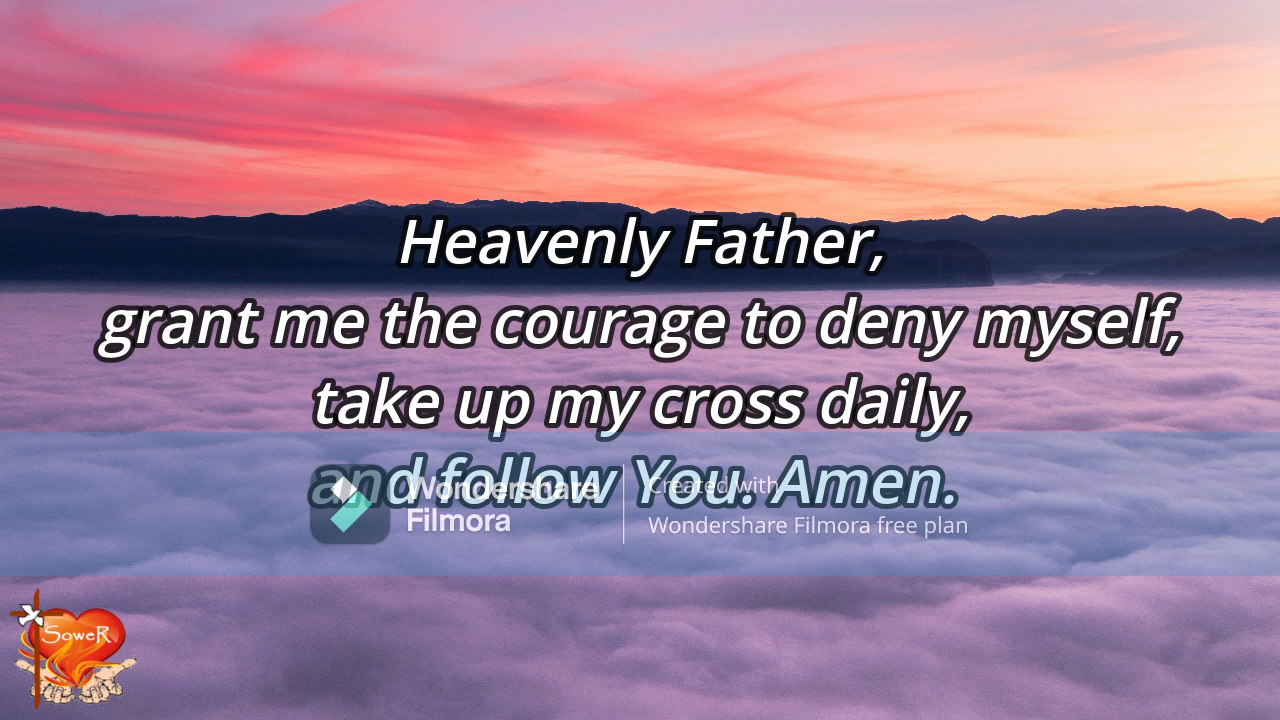 Heavenly Father,
grant me the courage to deny myself,
take up my cross daily,
and follow You. Amen.
Wondershare
Filmora
Created with
Wondershare Filmora free plan
SoweR